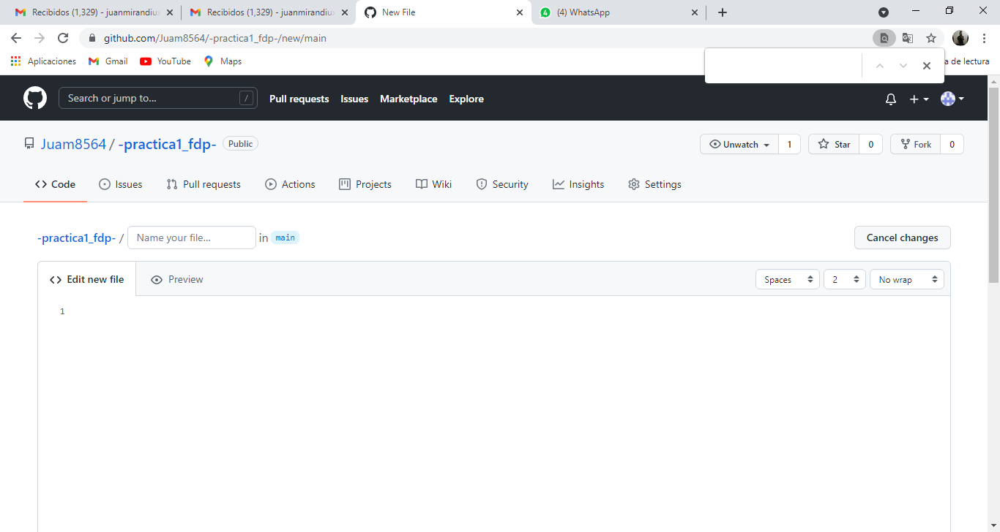 Recibidos (1,329) - juanmirandiux
Recibidos (1,329) - juanmirandiux
New File
4
(4) WhatsApp
github.com/Juam8564/-practica1_fdp-/new/main
Aplicaciones
Gmail
YouTube
Maps
a de lectura
Search or jump to...
/
Pull requests
Issues
Marketplace
Explore
Juam8564 / -practica1_fdp-
Public
Unwatch
1
Star
0
Fork
0
Code
Issues
Pull requests
Actions
Projects
Wiki
Security
Insights
Settings
-practica1_fdp- /
Name your file...
in
main
Cancel changes
Edit new file
Preview
Spaces
2
No wrap
1